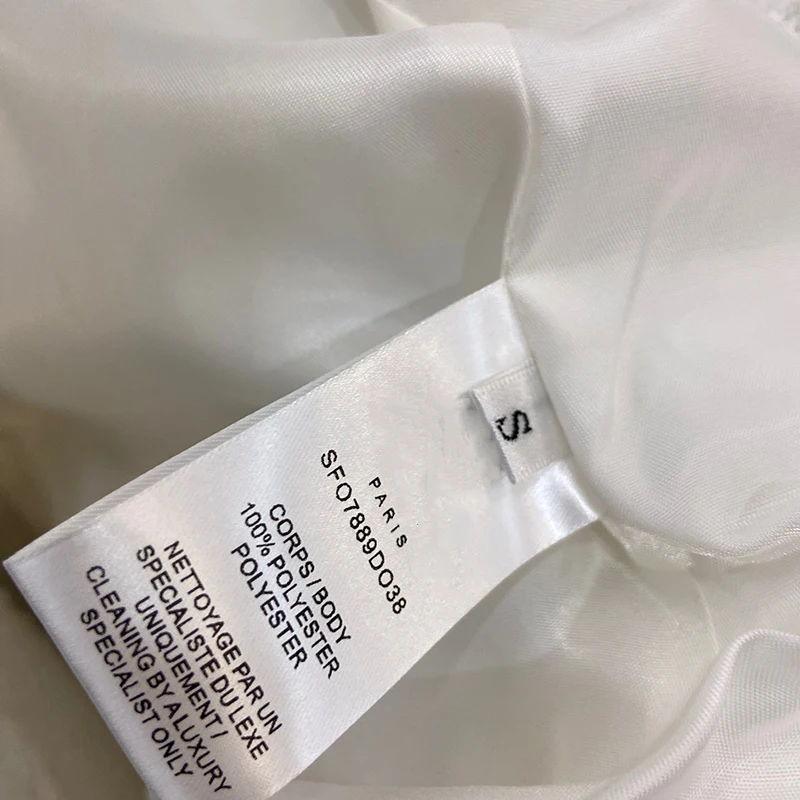 S
PARIS
SFO7889DO38
CORPS/BODY
100% POLYESTER
POLYESTER
NETTOYAGE PAR UN
SPECIALISTE DU LEXE
UNIQUEMENT/
CLEANING BY A LUXURY
SPECIALIST ONLY